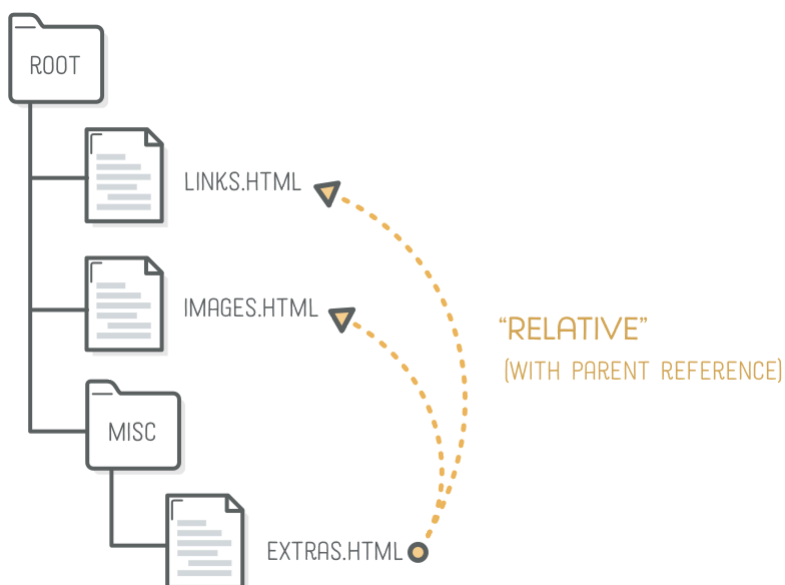 ROOT
LINKS.HTML
IMAGES.HTML
“RELATIVE”
(WITH PARENT REFERENCE)
MISC
EXTRAS.HTML